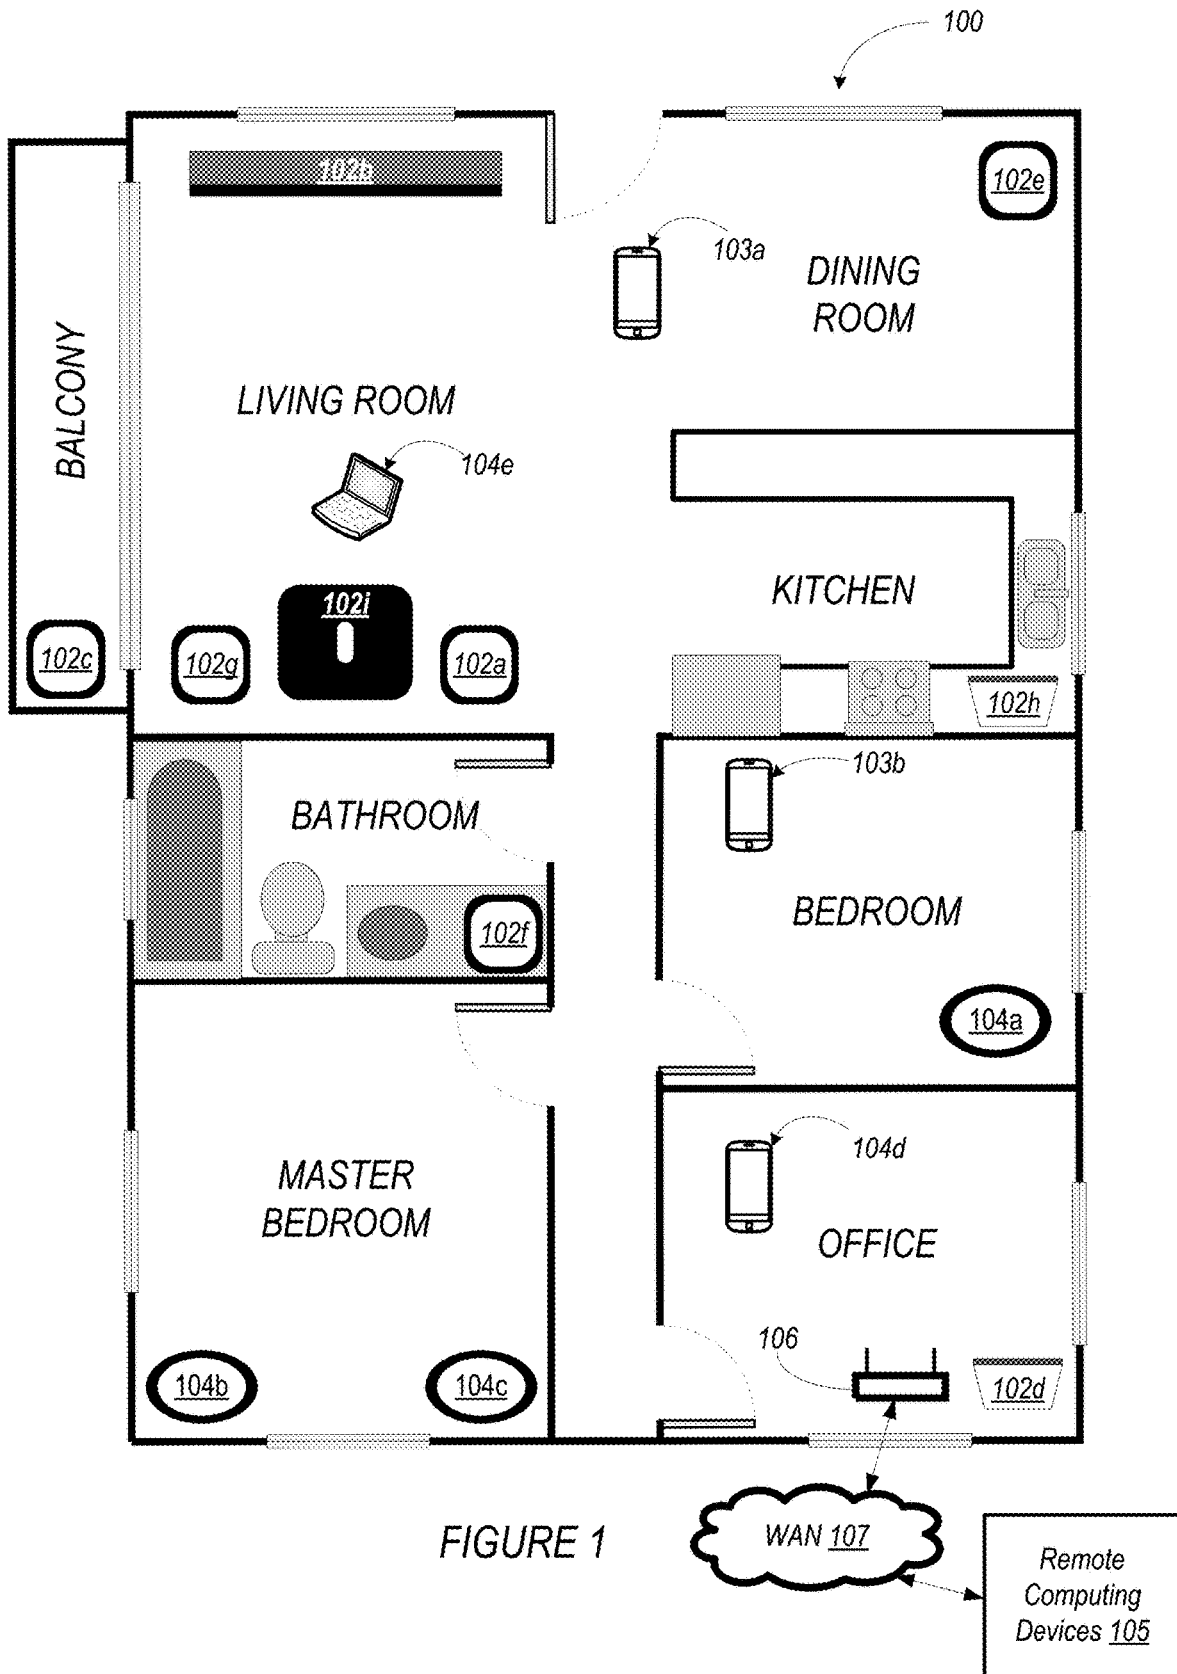 100
102b
102e
103a
DINING
ROOM
BALCONY
LIVING ROOM
104e
KITCHEN
102i
102c
102g
102a
102h
103b
BATHROOM
BEDROOM
102f
104a
104d
MASTER
BEDROOM
OFFICE
106
104b
104c
102d
FIGURE 1
WAN 107
Remote
Computing
Devices 105